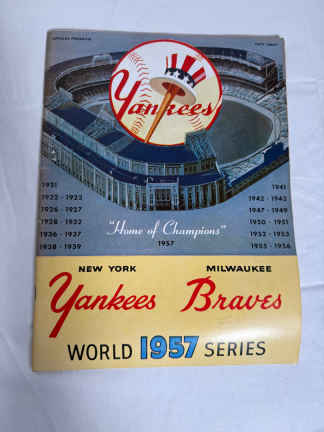 OFFICIAL PROGRAM
FIFTY CENTS
Yankees
1921
1922 - 1923
1926 - 1927
1928 - 1932
1936 - 1937
1938 - 1939
1941
1942 - 1943
1947 - 1949
1950 - 1951
1952 - 1953
1955 - 1956
"Home of Champions"
1957
NEW YORK
Yankees
MILWAUKEE
Braves
WORLD 1957 SERIES